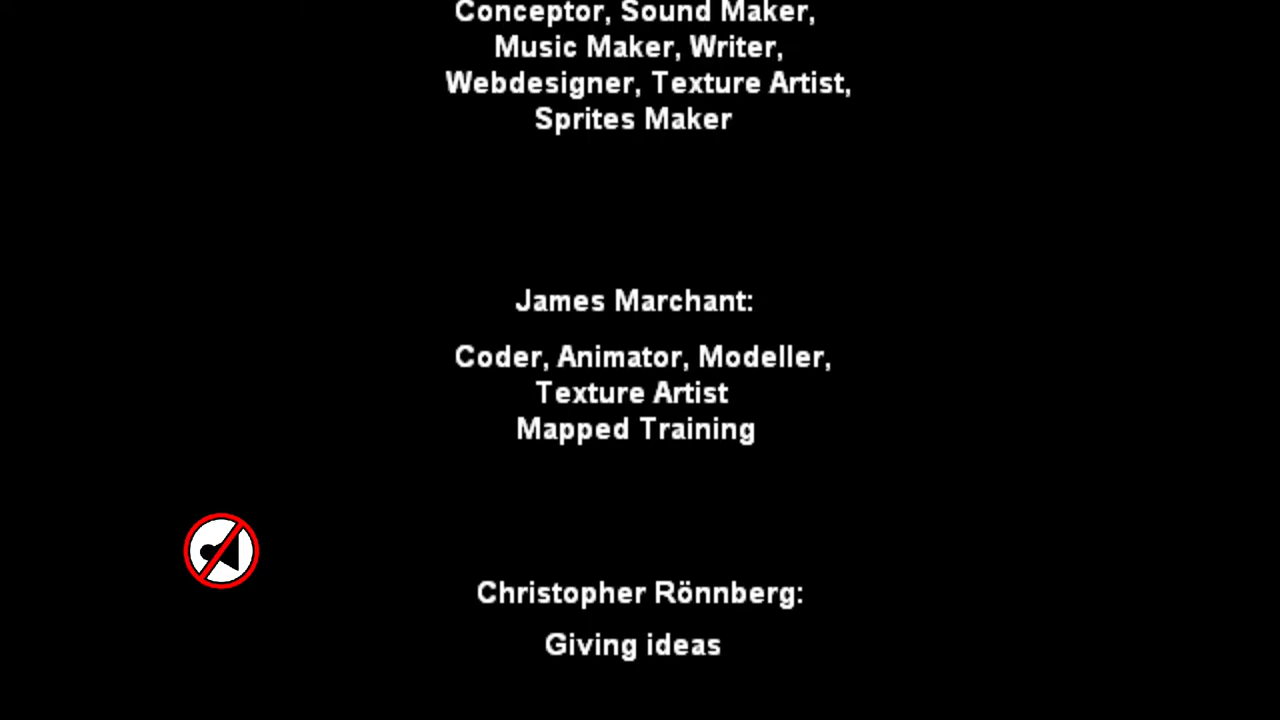 Conceptor, Sound Maker,
Music Maker, Writer,
Webdesigner, Texture Artist,
Sprites Maker
James Marchant:
Coder, Animator, Modeller,
Texture Artist
Mapped Training
Christopher Rönnberg:
Giving ideas